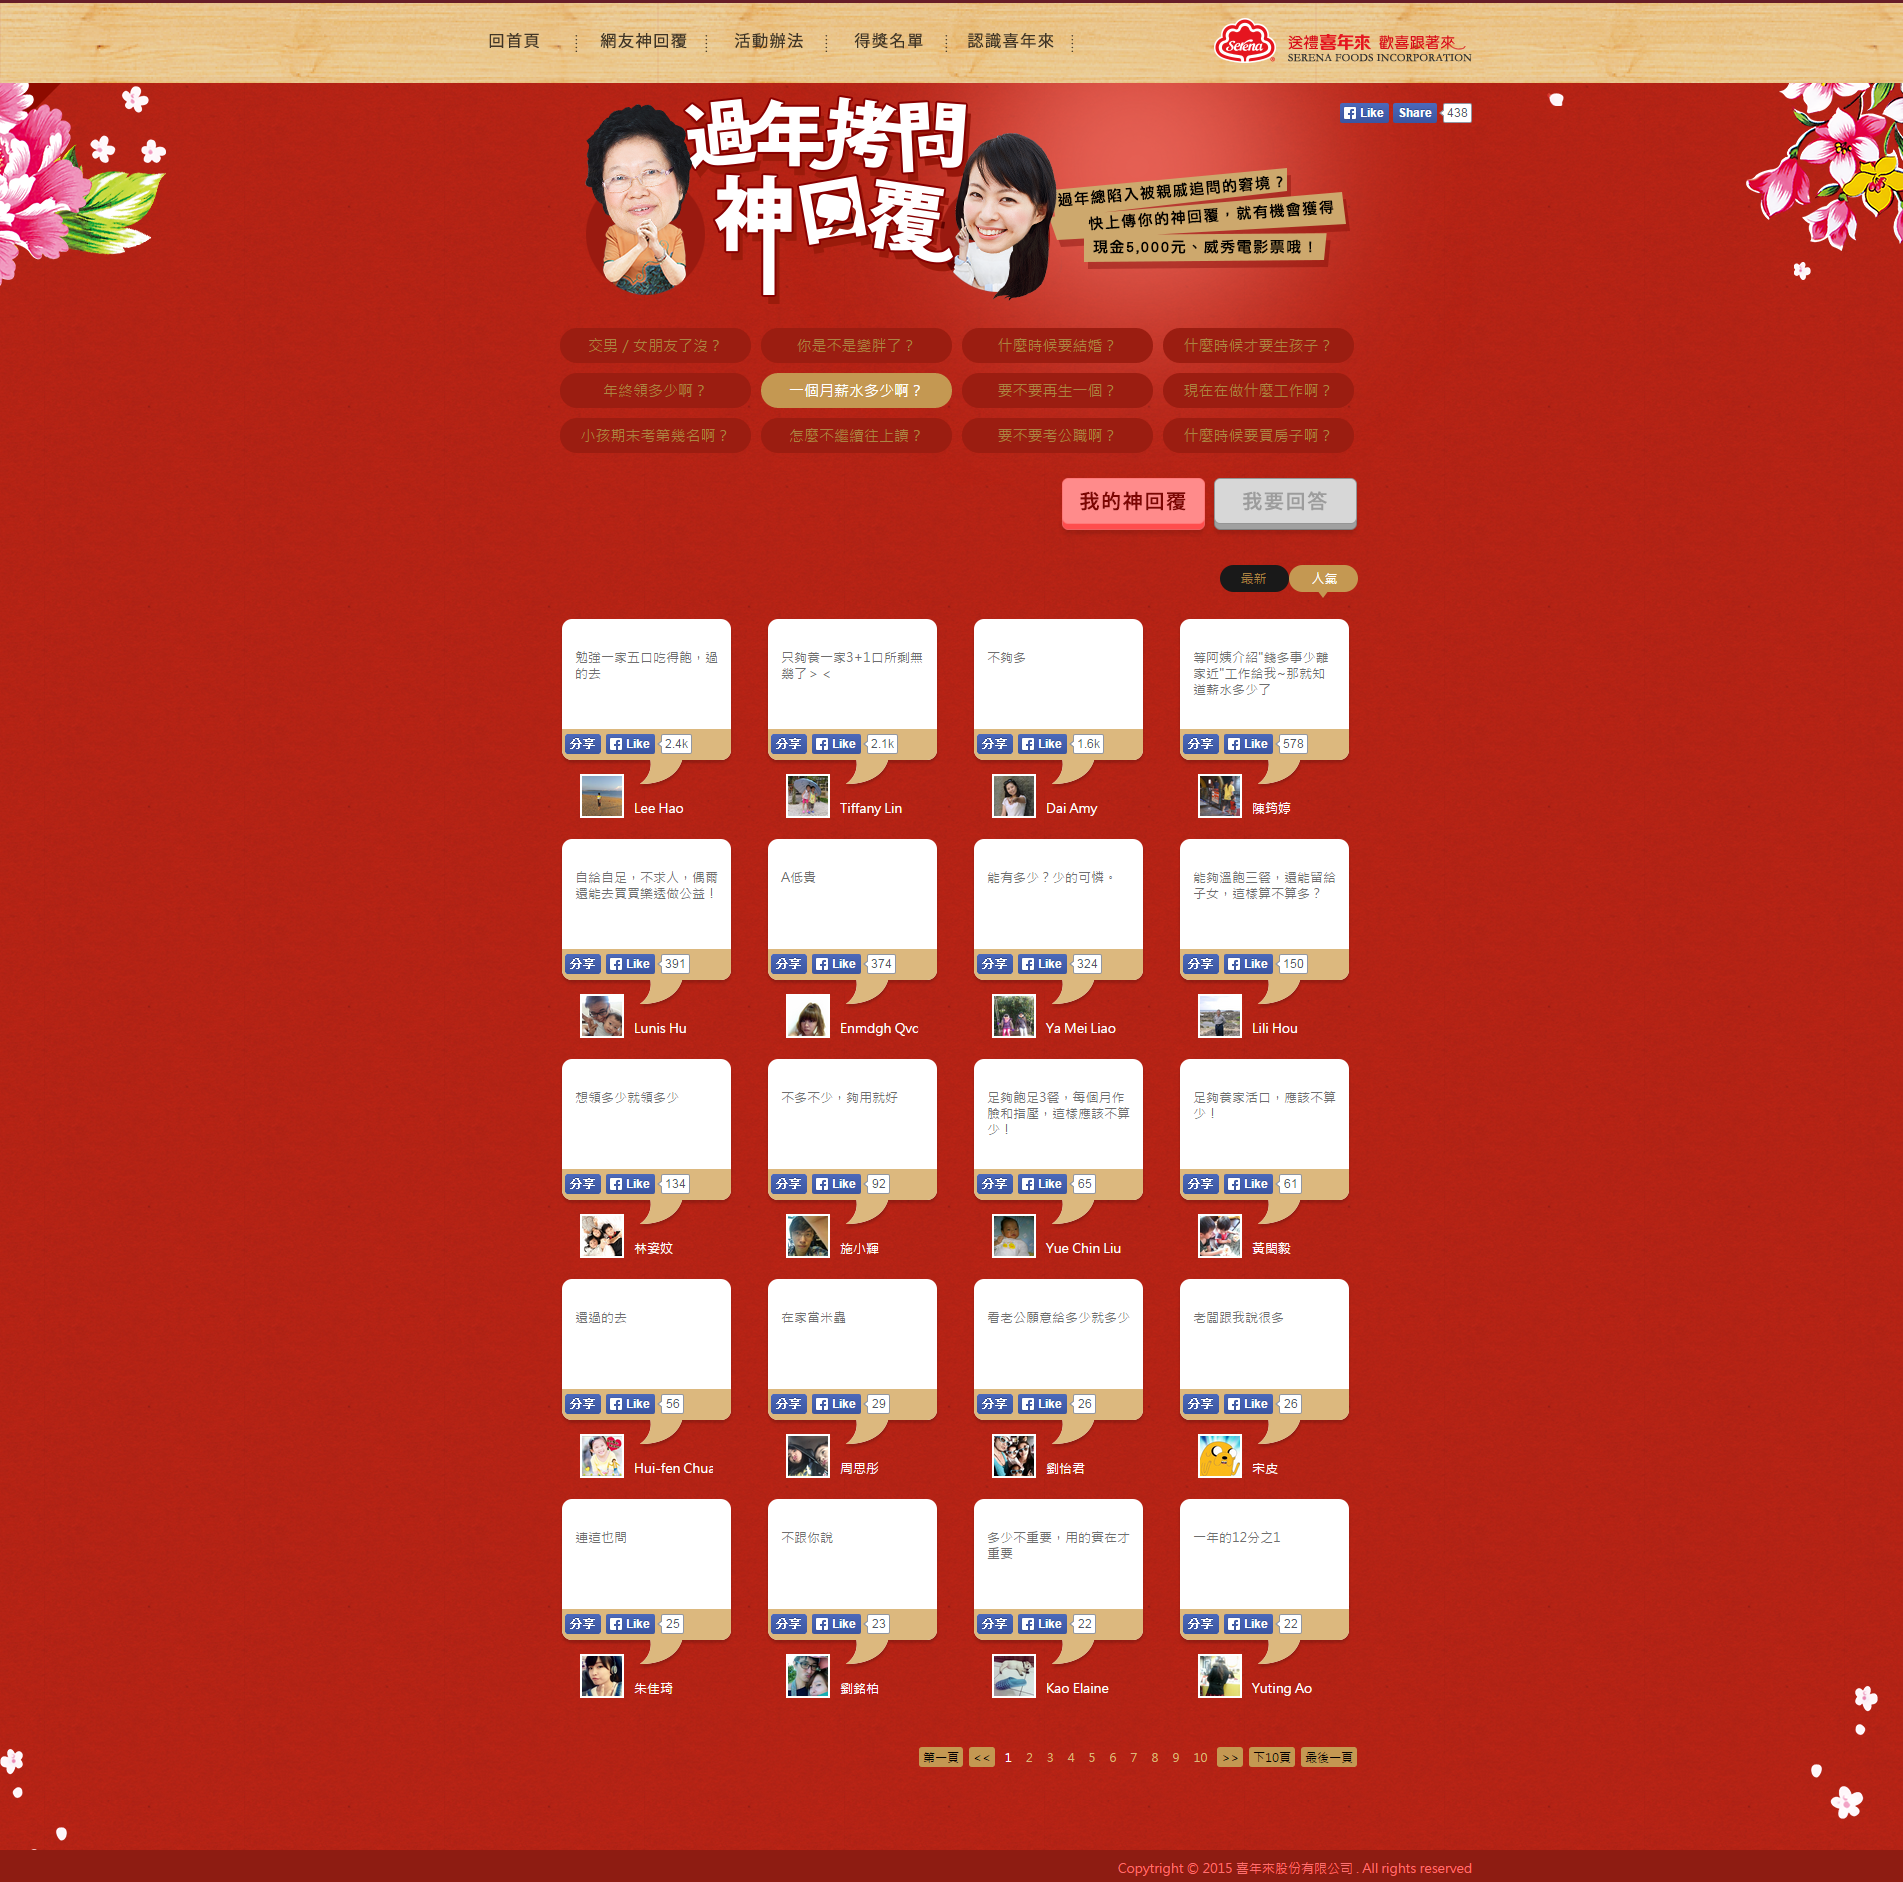 回首頁
網友神回覆
活動辦法
得獎名單
認識喜年來
Serena
送禮喜年來 歡喜跟著來
SERENA FOODS INCORPORATION
Like Share 438
過年拷問
神回覆
過年總陷入被親戚追問的窘境？
快上傳你的神回覆，就有機會獲得
現金5,000元、威秀電影票哦！
交男 / 女朋友了沒？
你是不是變胖了？
什麼時候要結婚？
什麼時候才要生孩子？
年終領多少啊？
一個月薪水多少啊？
要不要再生一個？
現在在做什麼工作啊？
小孩期末考第幾名啊？
怎麼不繼續往上讀？
要不要考公職啊？
什麼時候要買房子啊？
我的神回覆
我要回答
最新
人氣
勉強一家五口吃得飽，過
的去
分享 Like 2.4k
Lee Hao
只夠養一家3+1口所剩無
幾了> <
分享 Like 2.1k
Tiffany Lin
不夠多
分享 Like 1.6k
Dai Amy
等阿姨介紹"錢多事少離
家近"工作給我~那就知
道薪水多少了
分享 Like 578
陳筠婷
自給自足，不求人，偶爾
還能去買買樂透做公益！
分享 Like 391
Lunis Hu
A低貴
分享 Like 374
Enmdgh Qvc
能有多少？少的可憐。
分享 Like 324
Ya Mei Liao
能夠溫飽三餐，還能留給
子女，這樣算不算多？
分享 Like 150
Lili Hou
想領多少就領多少
分享 Like 134
林姿妏
不多不少，夠用就好
分享 Like 92
施小輝
足夠飽足3餐，每個月作
臉和指壓，這樣應該不算
少！
分享 Like 65
Yue Chin Liu
足夠養家活口，應該不算
少！
分享 Like 61
黃閔毅
還過的去
分享 Like 56
Hui-fen Chua
在家當米蟲
分享 Like 29
周思彤
看老公願意給多少就多少
分享 Like 26
劉怡君
老闆跟我說很多
分享 Like 26
宋皮
連這也問
分享 Like 25
朱佳琦
不跟你說
分享 Like 23
劉銘柏
多少不重要，用的實在才
重要
分享 Like 22
Kao Elaine
一年的12分之1
分享 Like 22
Yuting Ao
第一頁 << 1 2 3 4 5 6 7 8 9 10 >> 下10頁 最後一頁
Copytright © 2015 喜年來股份有限公司 . All rights reserved